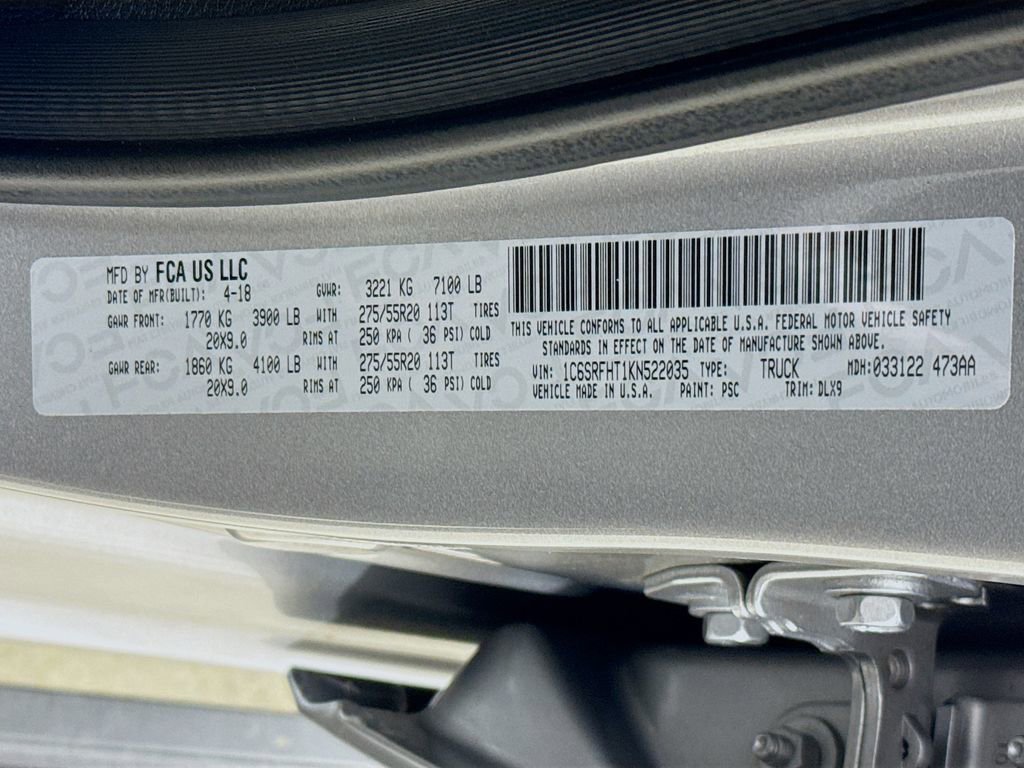 MFD BY FCA US LLC
DATE OF MFR(BUILT): 4-18 GVWR: 3221 KG 7100 LB
GAWR FRONT: 1770 KG 3900 LB WITH 275/55R20 113T TIRES
20X9.0 RIMS AT 250 KPA ( 36 PSI) COLD
GAWR REAR: 1860 KG 4100 LB WITH 275/55R20 113T TIRES
20X9.0 RIMS AT 250 KPA ( 36 PSI) COLD
THIS VEHICLE CONFORMS TO ALL APPLICABLE U.S.A. FEDERAL MOTOR VEHICLE SAFETY
STANDARDS IN EFFECT ON THE DATE OF MANUFACTURE SHOWN ABOVE.
VIN: 1C6SRFHT1KN522035 TYPE: TRUCK MDH:033122 473AA
VEHICLE MADE IN U.S.A. PAINT: PSC TRIM: DLX9